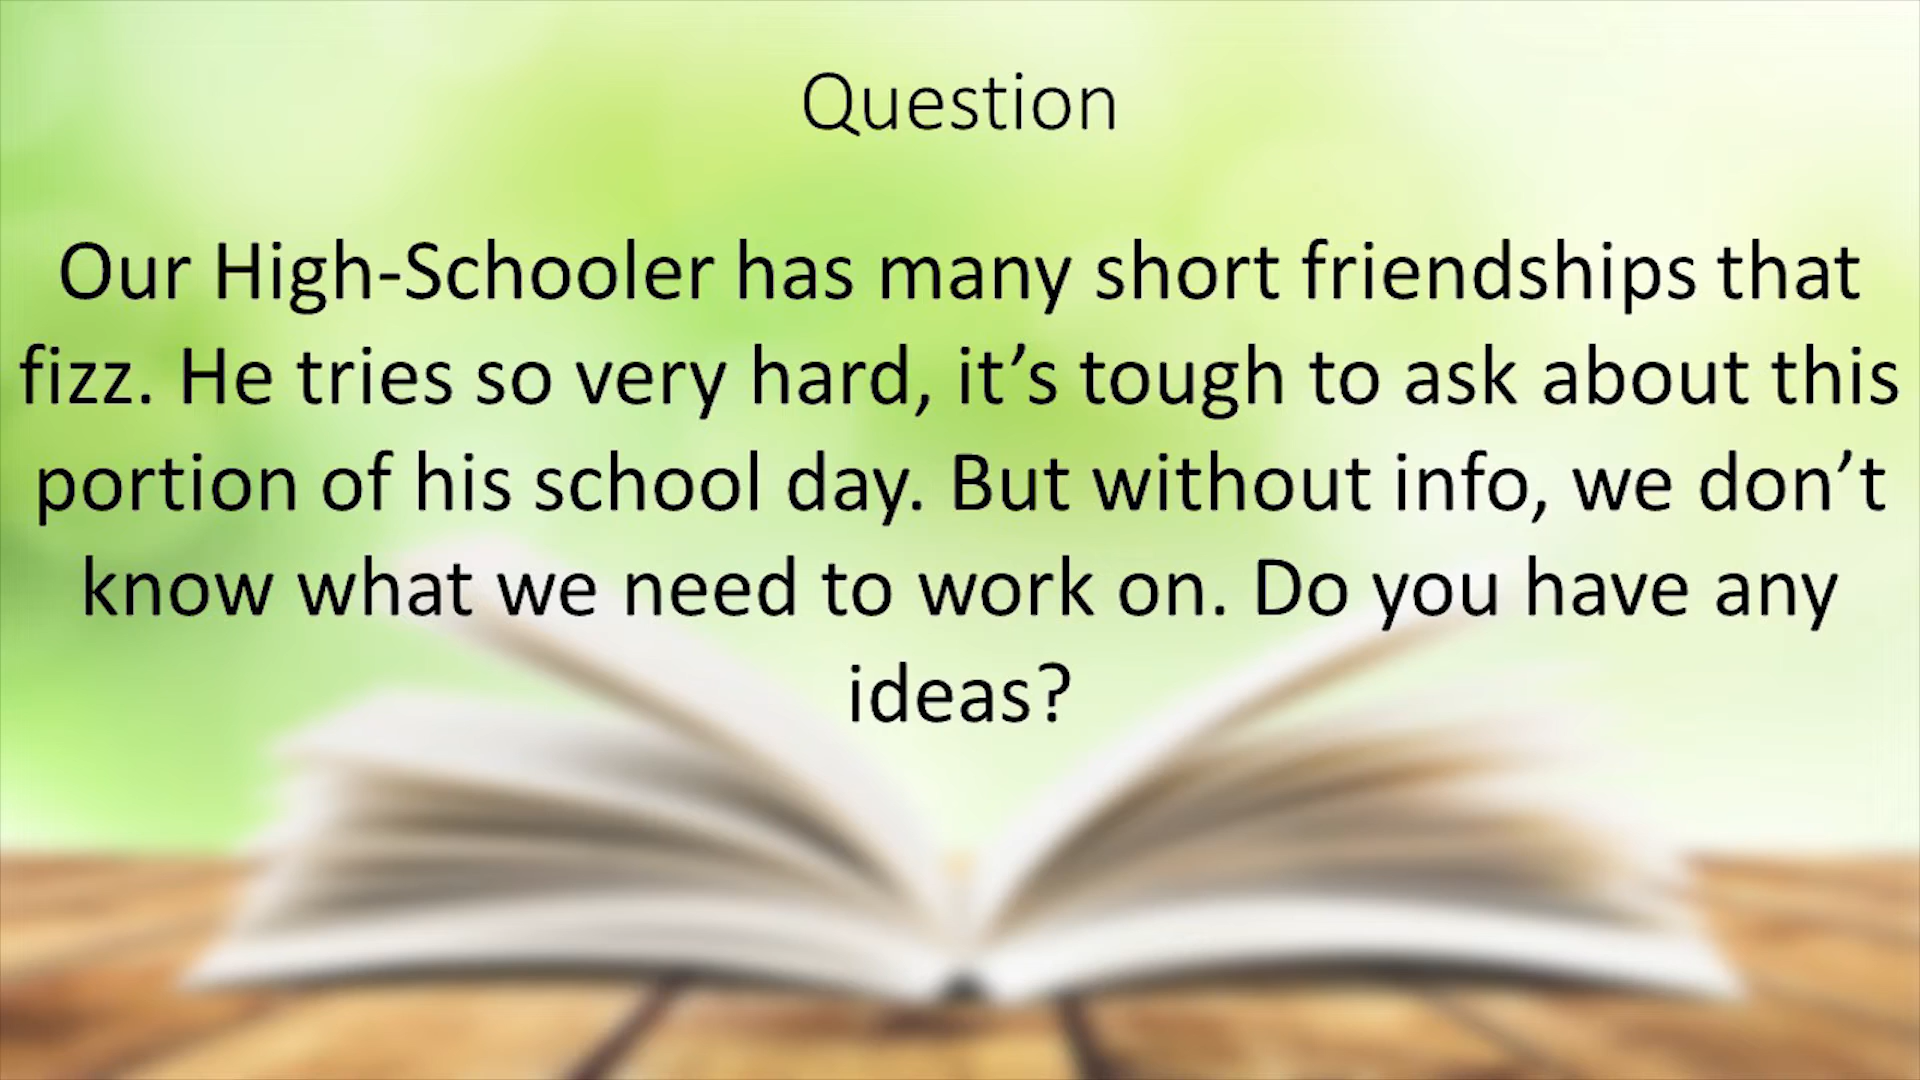 Question
Our High-Schooler has many short friendships that
fizz. He tries so very hard, it’s tough to ask about this
portion of his school day. But without info, we don’t
know what we need to work on. Do you have any
ideas?